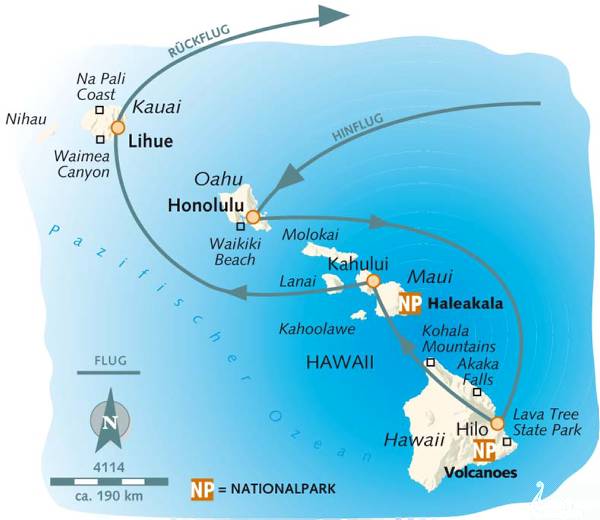 RÜCKFLUG
Na Pali
Coast
Kauai
Nihau
Lihue
Waimea
Canyon
HINFLUG
Oahu
Honolulu
Waikiki
Beach
Molokai
Kahului
Maui
Lanai
NP Haleakala
Kahoolawe
Kohala
Mountains
HAWAII
Akaka
Falls
Pazifischer Ozean
FLUG
N
Lava Tree
State Park
Hilo
Hawaii
NP
Volcanoes
4114
ca. 190 km
NP = NATIONALPARK